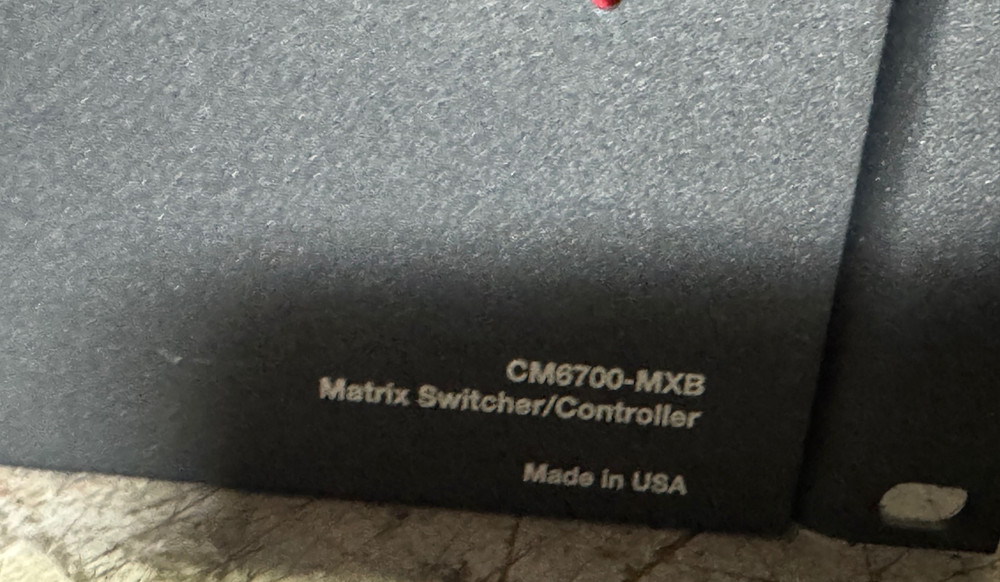 CM6700-MXB
Matrix Switcher/Controller
Made in USA